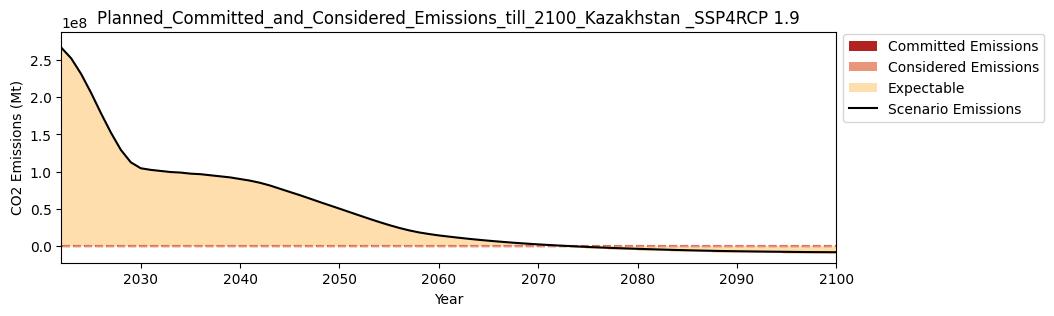 Planned_Committed_and_Considered_Emissions_till_2100_Kazakhstan _SSP4RCP 1.9
1e8
Committed Emissions
Considered Emissions
Expectable
Scenario Emissions
CO2 Emissions (Mt)
2.5
2.0
1.5
1.0
0.5
0.0
2030 2040 2050 2060 2070 2080 2090 2100
Year